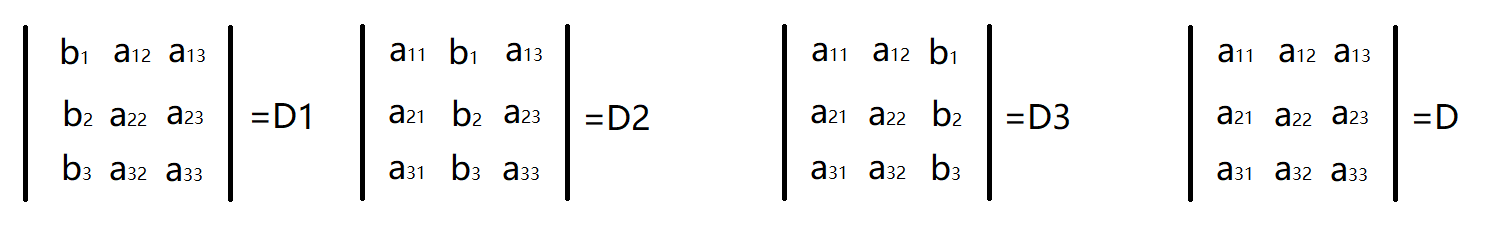 b1 a12 a13 a11 b1 a13 a11 a12 b1 a11 a12 a13
b2 a22 a23 =D1 a21 b2 a23 =D2 a21 a22 b2 =D3 a21 a22 a23 =D
b3 a32 a33 a31 b3 a33 a31 a32 b3 a31 a32 a33